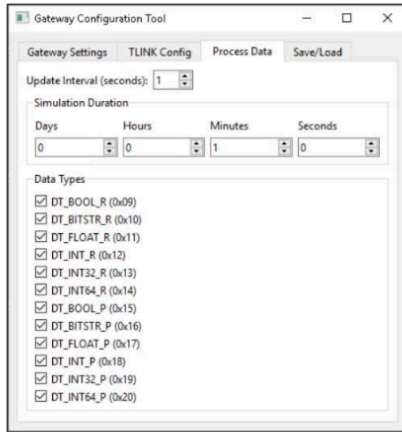 Gateway Configuration Tool
Gateway Settings TLINK Config Process Data Save/Load
Update Interval (seconds): 1
Simulation Duration
Days Hours Minutes Seconds
0 0 1 0
Data Types
DT_BOOL_R (0x09)
DT_BITSTR_R (0x10)
DT_FLOAT_R (0x11)
DT_INT_R (0x12)
DT_INT32_R (0x13)
DT_INT64_R (0x14)
DT_BOOL_P (0x15)
DT_BITSTR_P (0x16)
DT_FLOAT_P (0x17)
DT_INT_P (0x18)
DT_INT32_P (0x19)
DT_INT64_P (0x20)